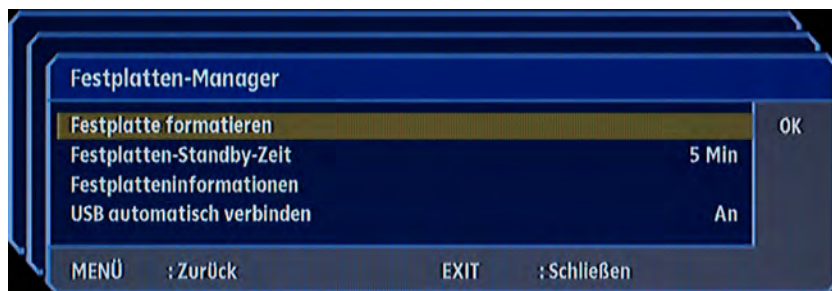 Festplatten-Manager
Festplatte formatieren OK
Festplatten-Standby-Zeit 5 Min
Festplatteninformationen
USB automatisch verbinden An
MENÜ : Zurück EXIT : Schließen